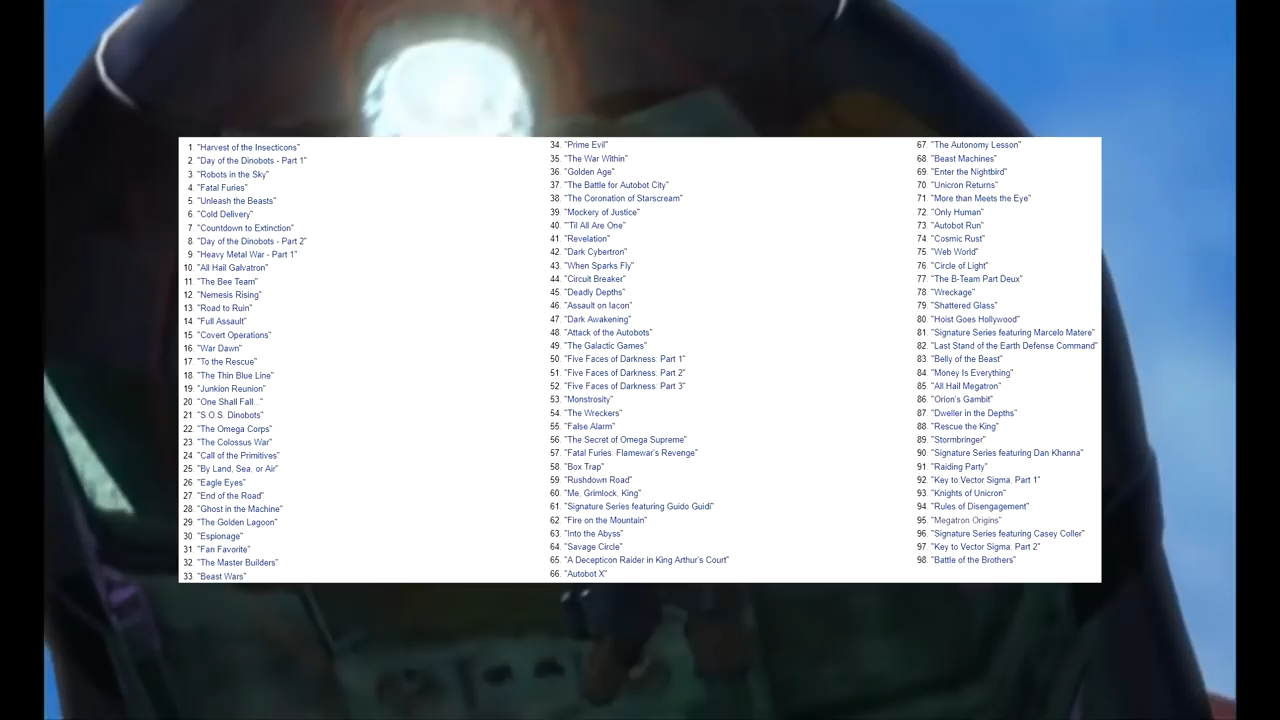 1. "Harvest of the Insecticons"
2. "Day of the Dinobots - Part 1"
3. "Robots in the Sky"
4. "Fatal Furies"
5. "Unleash the Beasts"
6. "Cold Delivery"
7. "Countdown to Extinction"
8. "Day of the Dinobots - Part 2"
9. "Heavy Metal War - Part 1"
10. "All Hail Galvatron"
11. "The Bee Team"
12. "Nemesis Rising"
13. "Road to Ruin"
14. "Full Assault"
15. "Covert Operations"
16. "War Dawn"
17. "To the Rescue"
18. "The Thin Blue Line"
19. "Junkion Reunion"
20. "One Shall Fall..."
21. "S.O.S. Dinobots"
22. "The Omega Corps"
23. "The Colossus War"
24. "Call of the Primitives"
25. "By Land, Sea, or Air"
26. "Eagle Eyes"
27. "End of the Road"
28. "Ghost in the Machine"
29. "The Golden Lagoon"
30. "Espionage"
31. "Fan Favorite"
32. "The Master Builders"
33. "Beast Wars"
34. "Prime Evil"
35. "The War Within"
36. "Golden Age"
37. "The Battle for Autobot City"
38. "The Coronation of Starscream"
39. "Mockery of Justice"
40. "'Til All Are One"
41. "Revelation"
42. "Dark Cybertron"
43. "When Sparks Fly"
44. "Circuit Breaker"
45. "Deadly Depths"
46. "Assault on Iacon"
47. "Dark Awakening"
48. "Attack of the Autobots"
49. "The Galactic Games"
50. "Five Faces of Darkness: Part 1"
51. "Five Faces of Darkness: Part 2"
52. "Five Faces of Darkness: Part 3"
53. "Monstrosity"
54. "The Wreckers"
55. "False Alarm"
56. "The Secret of Omega Supreme"
57. "Fatal Furies: Flamewar's Revenge"
58. "Box Trap"
59. "Rushdown Road"
60. "Me, Grimlock, King"
61. "Signature Series featuring Guido Guidi"
62. "Fire on the Mountain"
63. "Into the Abyss"
64. "Savage Circle"
65. "A Decepticon Raider in King Arthur's Court"
66. "Autobot X"
67. "The Autonomy Lesson"
68. "Beast Machines"
69. "Enter the Nightbird"
70. "Unicron Returns"
71. "More than Meets the Eye"
72. "Only Human"
73. "Autobot Run"
74. "Cosmic Rust"
75. "Web World"
76. "Circle of Light"
77. "The B-Team Part Deux"
78. "Wreckage"
79. "Shattered Glass"
80. "Hoist Goes Hollywood"
81. "Signature Series featuring Marcelo Matere"
82. "Last Stand of the Earth Defense Command"
83. "Belly of the Beast"
84. "Money Is Everything"
85. "All Hail Megatron"
86. "Orion's Gambit"
87. "Dweller in the Depths"
88. "Rescue the King"
89. "Stormbringer"
90. "Signature Series featuring Dan Khanna"
91. "Raiding Party"
92. "Key to Vector Sigma, Part 1"
93. "Knights of Unicron"
94. "Rules of Disengagement"
95. "Megatron Origins"
96. "Signature Series featuring Casey Coller"
97. "Key to Vector Sigma, Part 2"
98. "Battle of the Brothers"